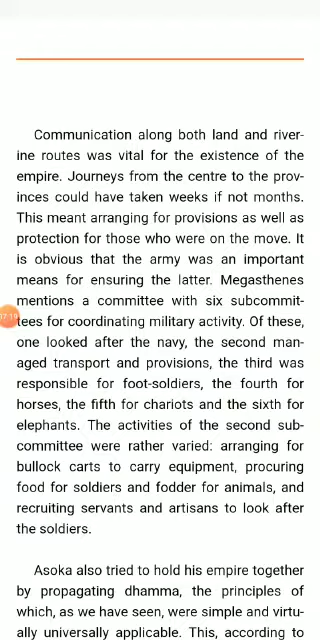 Communication along both land and river-
ine routes was vital for the existence of the
empire. Journeys from the centre to the prov-
inces could have taken weeks if not months.
This meant arranging for provisions as well as
protection for those who were on the move. It
is obvious that the army was an important
means for ensuring the latter. Megasthenes
mentions a committee with six subcommit-
07:19
tees for coordinating military activity. Of these,
one looked after the navy, the second man-
aged transport and provisions, the third was
responsible for foot-soldiers, the fourth for
horses, the fifth for chariots and the sixth for
elephants. The activities of the second sub-
committee were rather varied: arranging for
bullock carts to carry equipment, procuring
food for soldiers and fodder for animals, and
recruiting servants and artisans to look after
the soldiers.
Asoka also tried to hold his empire together
by propagating dhamma, the principles of
which, as we have seen, were simple and virtu-
ally universally applicable. This, according to